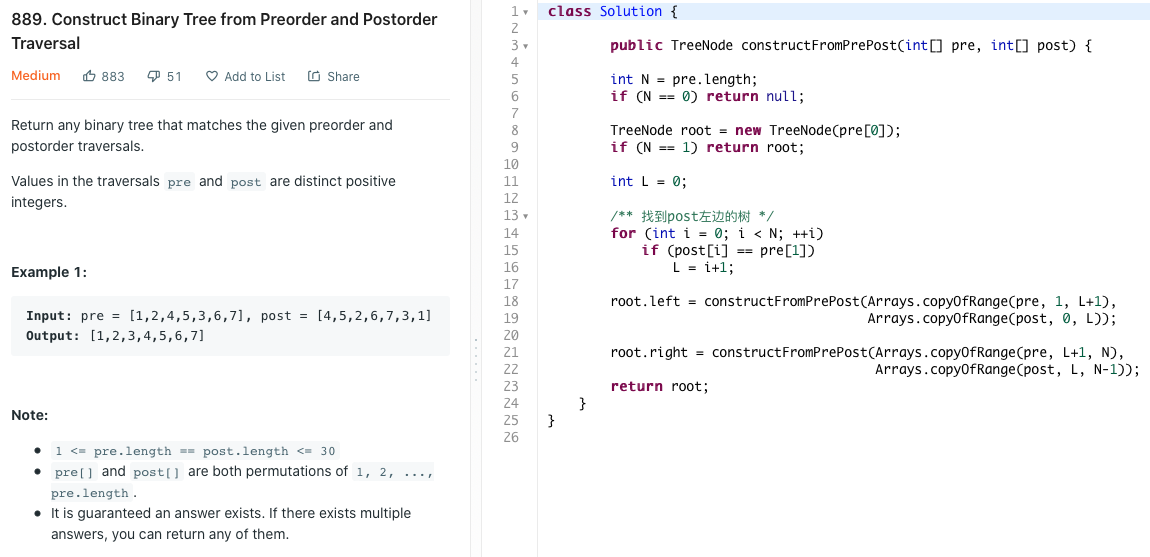 889. Construct Binary Tree from Preorder and Postorder
Traversal
Medium 883 51 Add to List Share
Return any binary tree that matches the given preorder and
postorder traversals.
Values in the traversals pre and post are distinct positive
integers.
Example 1:
Input: pre = [1,2,4,5,3,6,7], post = [4,5,2,6,7,3,1]
Output: [1,2,3,4,5,6,7]
Note:
1 <= pre.length == post.length <= 30
pre[] and post[] are both permutations of 1, 2, ...,
pre.length.
It is guaranteed an answer exists. If there exists multiple
answers, you can return any of them.
1 class Solution {
2
3 public TreeNode constructFromPrePost(int[] pre, int[] post) {
4
5 int N = pre.length;
6 if (N == 0) return null;
7
8 TreeNode root = new TreeNode(pre[0]);
9 if (N == 1) return root;
10
11 int L = 0;
12
13 /** 找到post左边的树 */
14 for (int i = 0; i < N; ++i)
15 if (post[i] == pre[1])
16 L = i+1;
17
18 root.left = constructFromPrePost(Arrays.copyOfRange(pre, 1, L+1),
19 Arrays.copyOfRange(post, 0, L));
20
21 root.right = constructFromPrePost(Arrays.copyOfRange(pre, L+1, N),
22 Arrays.copyOfRange(post, L, N-1));
23 return root;
24 }
25 }
26